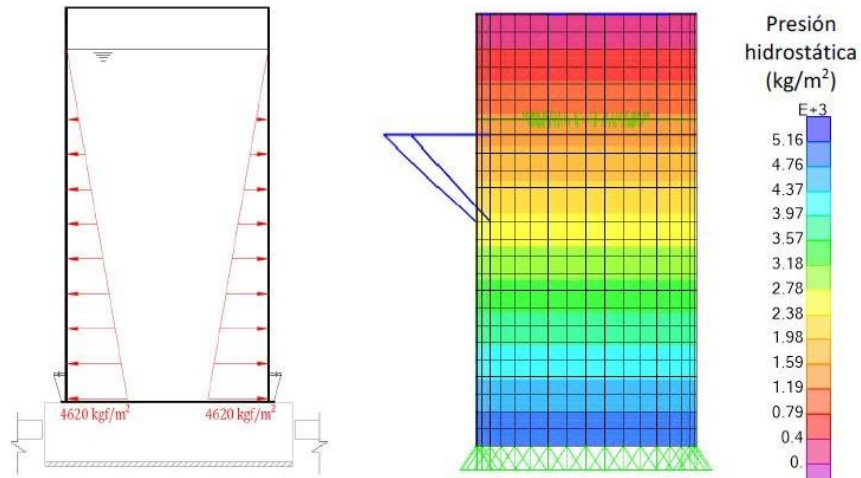 4620 kgf/m²
4620 kgf/m²
Presión
hidrostática
(kg/m²)
E+3
5.16
4.76
4.37
3.97
3.57
3.18
2.78
2.38
1.98
1.59
1.19
0.79
0.4
0.